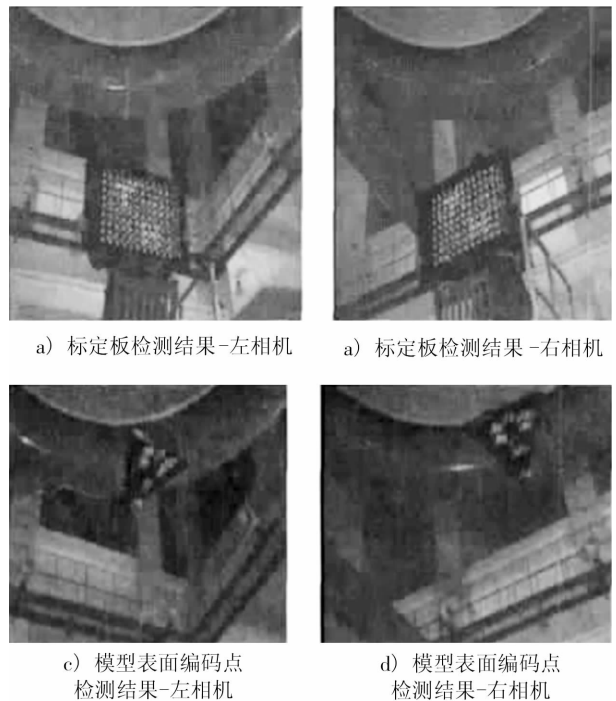 a) 标定板检测结果-左相机
a) 标定板检测结果-右相机
c) 模型表面编码点
检测结果-左相机
d) 模型表面编码点
检测结果-右相机